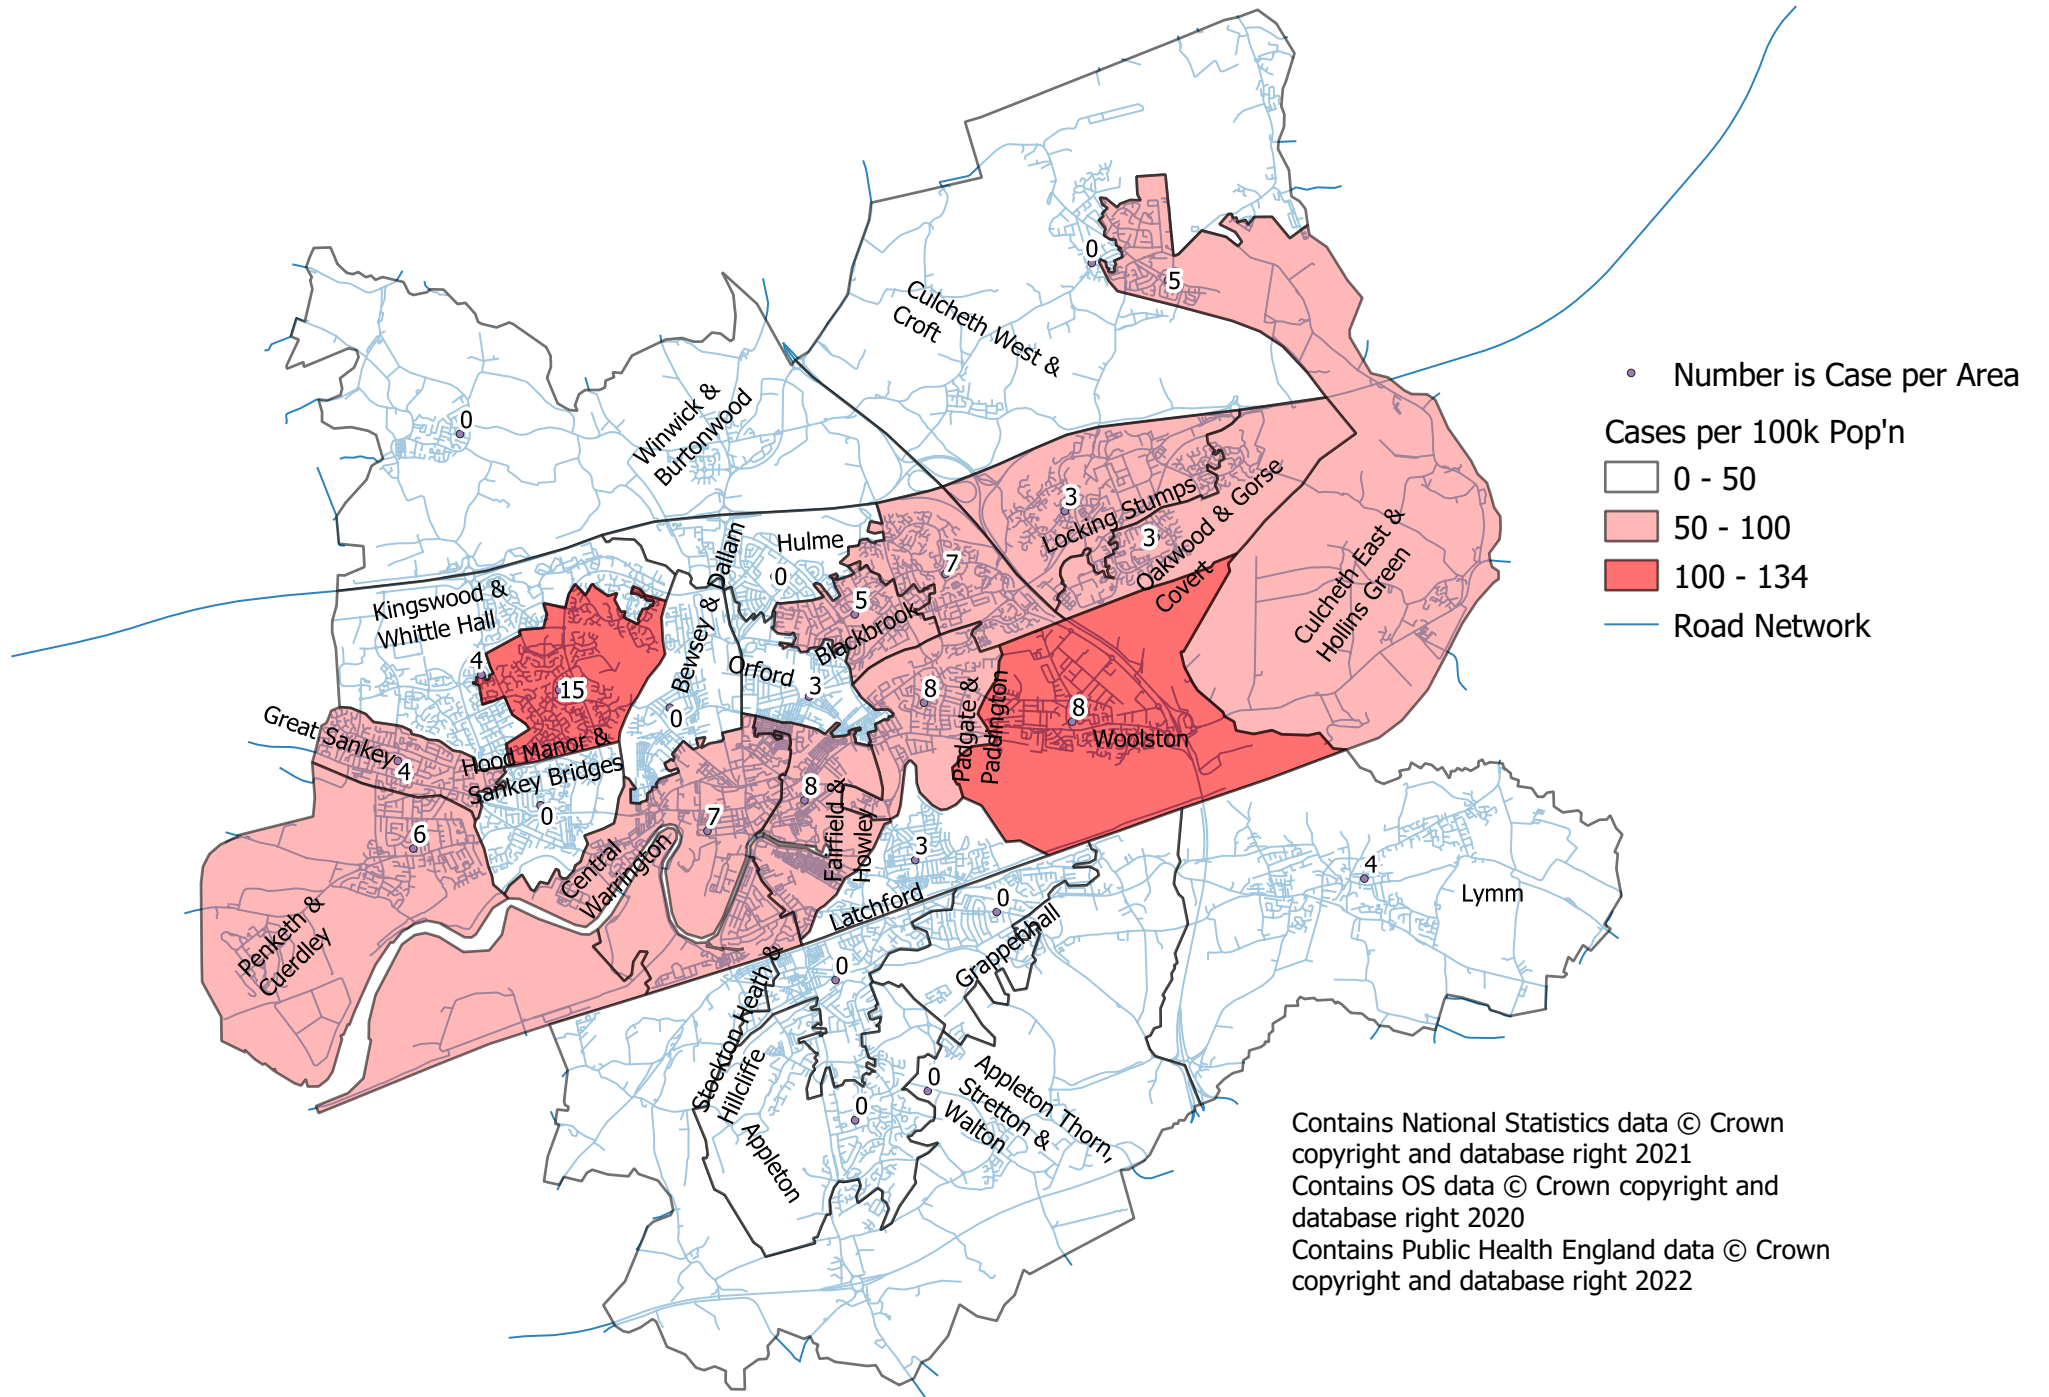 0
5
Culcheth West &
Croft
0
Winwick &
Burtonwood
Number is Case per Area
Cases per 100k Pop'n
0 - 50
50 - 100
100 - 134
Road Network
3
Locking Stumps
3
Oakwood & Gorse
Covert
Culcheth East &
Hollins Green
Hulme
0
7
5
Blackbrook
Kingswood &
Whittle Hall
4
15
Bewsey & Dallam
0
Orford
3
8
Padgate &
Paddington
8
Woolston
Great Sankey
4
Hood Manor &
Sankey Bridges
0
6
Penketh &
Cuerdley
7
Central
Warrington
8
Fairfield &
Howley
3
Latchford
0
Grappenhall
4
Lymm
0
Stockton Heath &
Hillcliffe
0
Appleton
0
Appleton Thorn,
Stretton &
Walton
Contains National Statistics data © Crown
copyright and database right 2021
Contains OS data © Crown copyright and
database right 2020
Contains Public Health England data © Crown
copyright and database right 2022